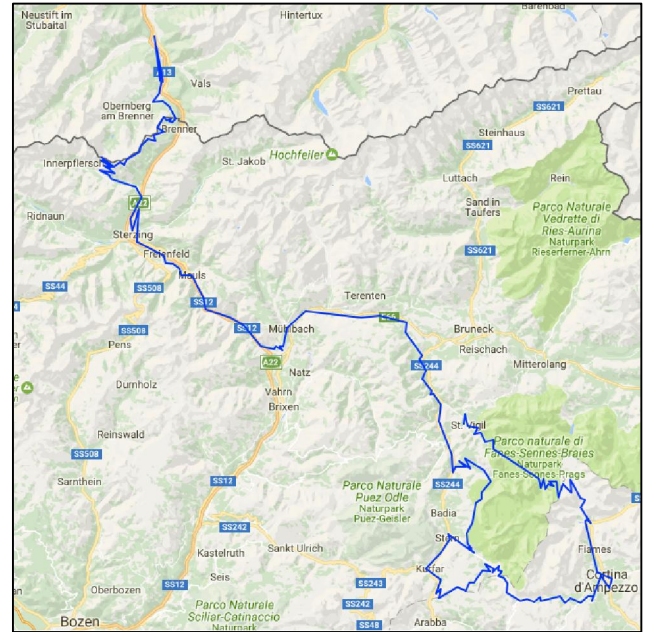 Neustift im
Stubaital
Hintertux
Vals
Obernberg
am Brenner
Brenner
Prettau
SS621
Steinhaus
Innerpflersch
St. Jakob
Hochfeiler
SS621
Luttach
Rein
Sand in
Taufers
Parco Naturale
Vedrette di
Ries-Aurina
Naturpark
Rieserferner-Ahrn
Ridnaun
Sterzing
SS621
Freienfeld
Mauls
SS44
SS508
SS12
Terenten
SS508
SS12
Mühlbach
Bruneck
Pens
A22
Reischach
SS244
Mitterolang
Natz
Durnholz
Vahrn
Brixen
St. Vigil
Reinswald
Parco naturale di
Fanes-Sennes-Braies
Naturpark
Fanes-Sennes-Prags
SS508
Sarnthein
SS12
Parco Naturale
Puez Odle
Naturpark
Puez-Geisler
SS244
Badia
SS242
Kastelruth
Sankt Ulrich
Fiames
Seis
SS243
Cortina
d'Ampezzo
Oberbozen
SS12
SS242
Bozen
Parco Naturale
Sciliar-Catinaccio
Naturpark
SS48
Arabba